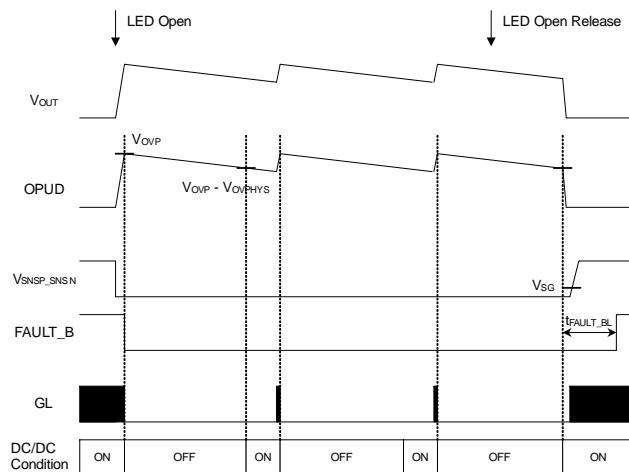 LED Open
LED Open Release
VOUT
VOVP
OPUD
VOVP - VOVPHYS
VSNSP_SNSN
VSG
FAULT_B
tFAULT_BL
GL
DC/DC
Condition
ON OFF ON OFF ON OFF ON